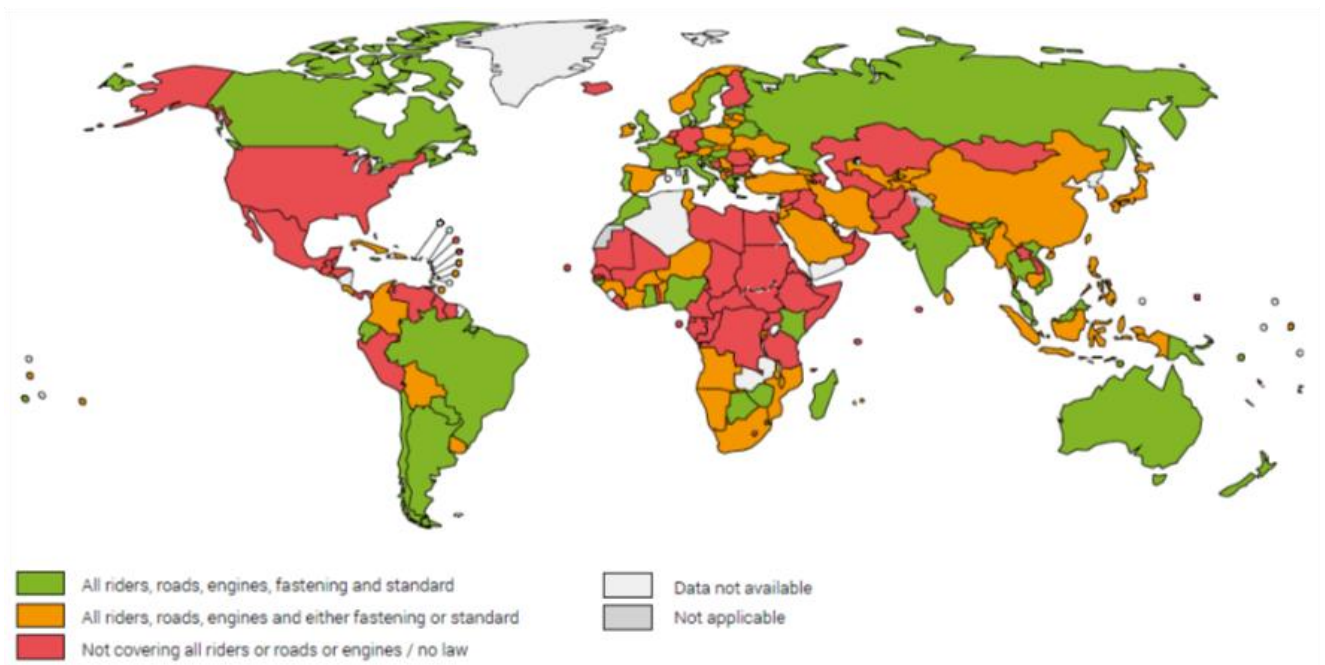 All riders, roads, engines, fastening and standard
All riders, roads, engines and either fastening or standard
Not covering all riders or roads or engines / no law
Data not available
Not applicable